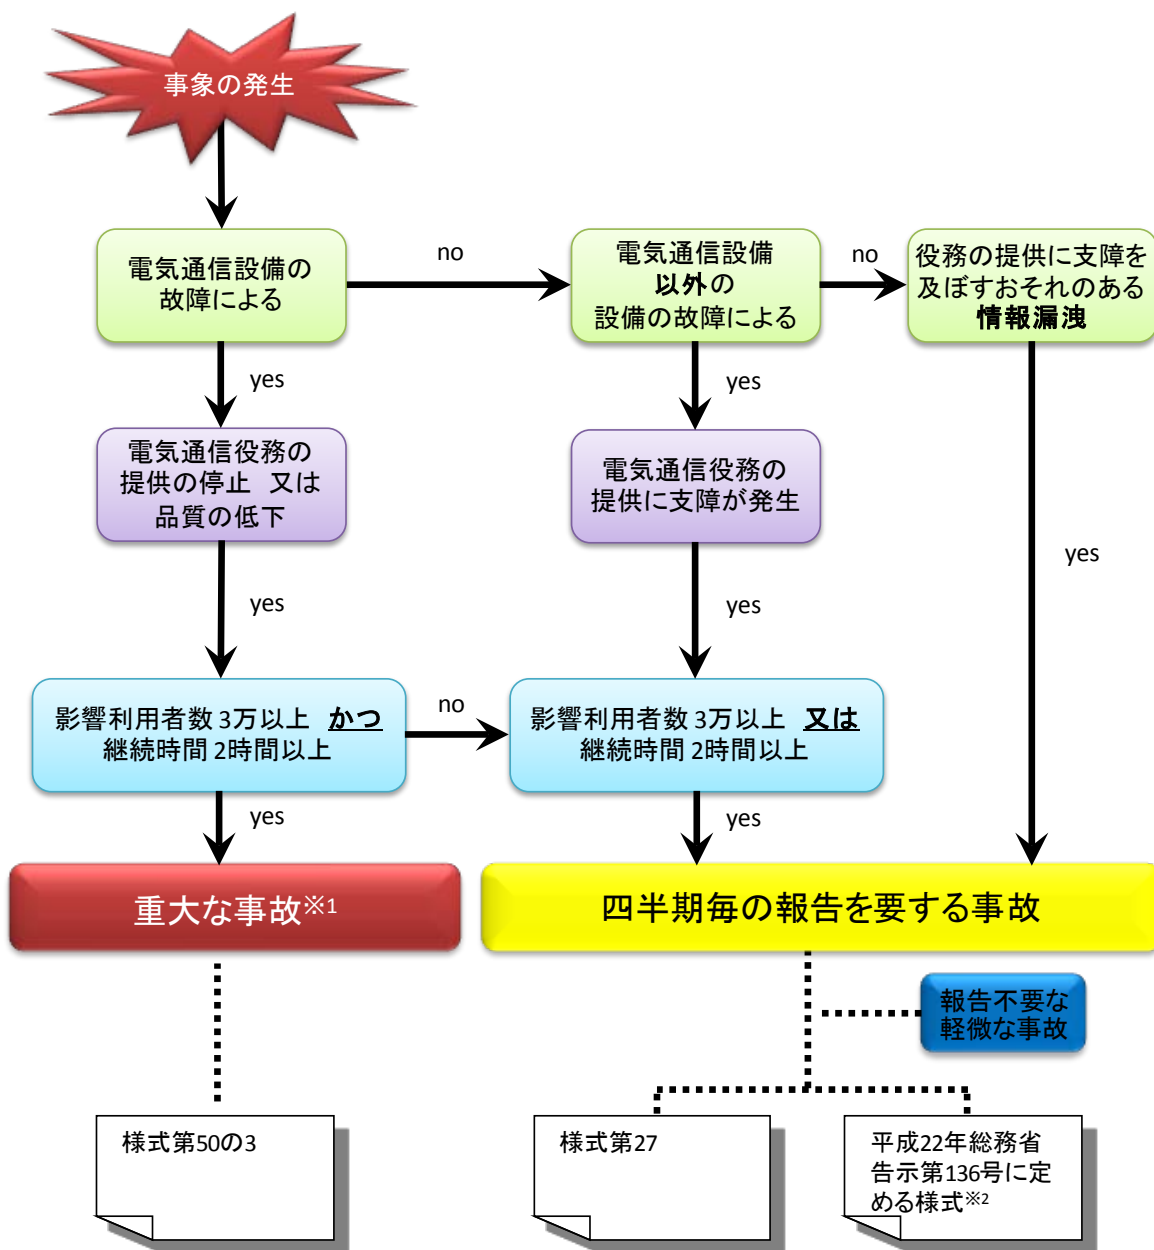 事象の発生
電気通信設備の
故障による
no
電気通信設備
以外の
設備の故障による
no
役務の提供に支障を
及ぼすおそれのある
情報漏洩
yes
yes
電気通信役務の
提供の停止 又は
品質の低下
電気通信役務の
提供に支障が発生
yes
yes
yes
影響利用者数 3万以上 かつ
継続時間 2時間以上
no
影響利用者数 3万以上 又は
継続時間 2時間以上
yes
yes
重大な事故※1
四半期毎の報告を要する事故
報告不要な
軽微な事故
様式第50の3
様式第27
平成22年総務省
告示第136号に定
める様式※2